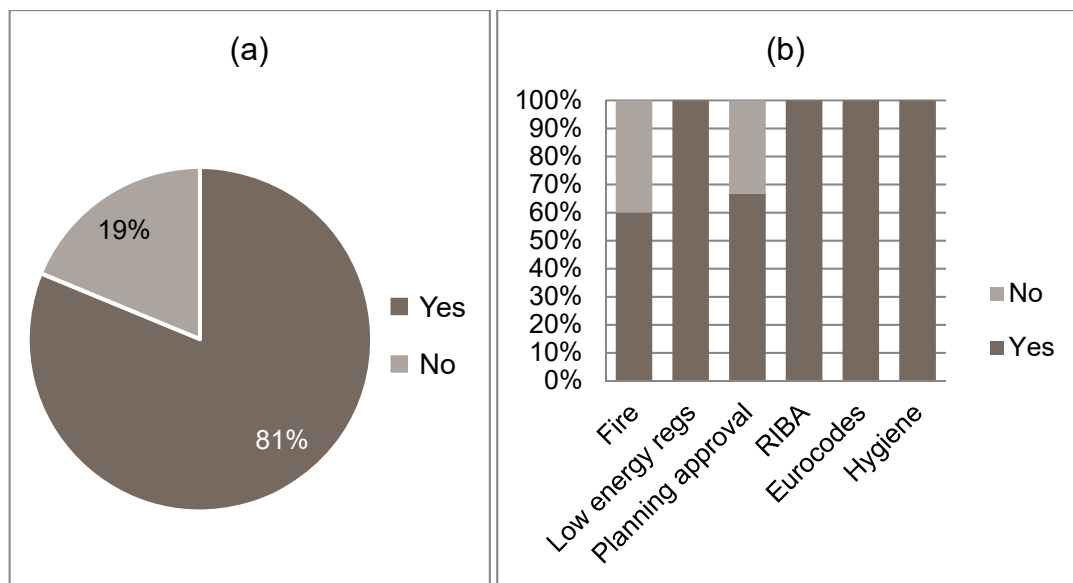 (a)
19%
81%
Yes
No
(b)
100%
90%
80%
70%
60%
50%
40%
30%
20%
10%
0%
Fire
Low energy regs
Planning approval
RIBA
Eurocodes
Hygiene
No
Yes